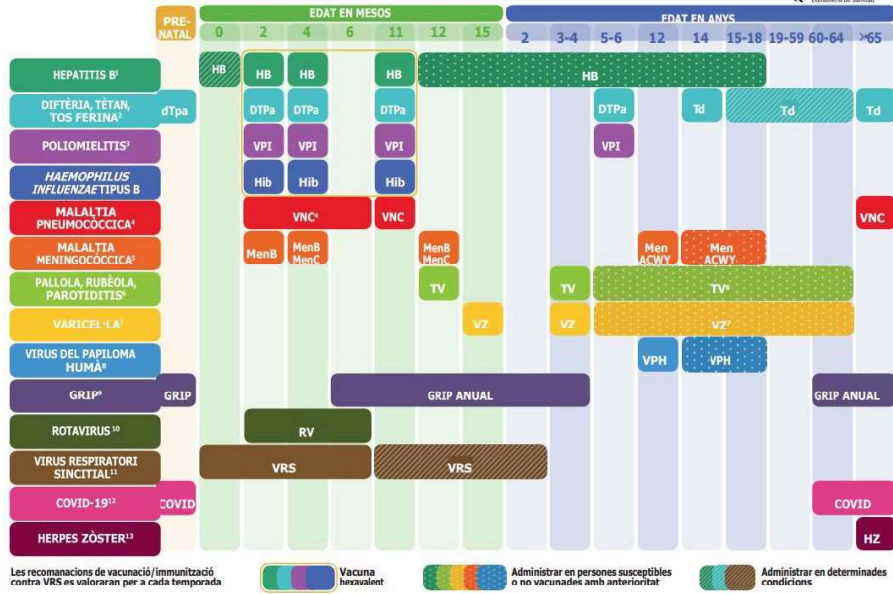 Conselleria de Sanidad
PRE-
NATAL
EDAT EN MESOS
EDAT EN ANYS
0 2 4 6 11 12 15 2 3-4 5-6 12 14 15-18 19-59 60-64 >65
HEPATITIS B¹ HB HB HB HB HB
DIFTÈRIA, TÈTAN,
TOS FERINA² dTpa DTPa DTPa DTPa DTPa Td Td Td
POLIOMIELITIS³ VPI VPI VPI VPI
HAEMOPHILUS
INFLUENZAE TIPUS B Hib Hib Hib
MALALTIA
PNEUMOCÒCCICA⁴ VNC⁴ VNC VNC
MALALTIA
MENINGOCÒCCICA⁵ MenB MenB MenC MenB MenC Men ACWY Men ACWY
PALLOLA, RUBÈOLA,
PAROTIDITIS⁶ TV TV TV⁶
VARICEL·LA⁷ VZ VZ VZ⁷
VIRUS DEL PAPILOMA
HUMÀ⁸ VPH VPH
GRIP⁹ GRIP GRIP ANUAL GRIP ANUAL
ROTAVIRUS ¹⁰ RV
VIRUS RESPIRATORI
SINCITIAL¹¹ VRS VRS
COVID-19¹² COVID COVID
HERPES ZÒSTER¹³ HZ
Les recomanacions de vacunació/immunització
contra VRS es valoraran per a cada temporada
Vacuna
hexavalent
Administrar en persones susceptibles
o no vacunades amb anterioritat
Administrar en determinades
condicions